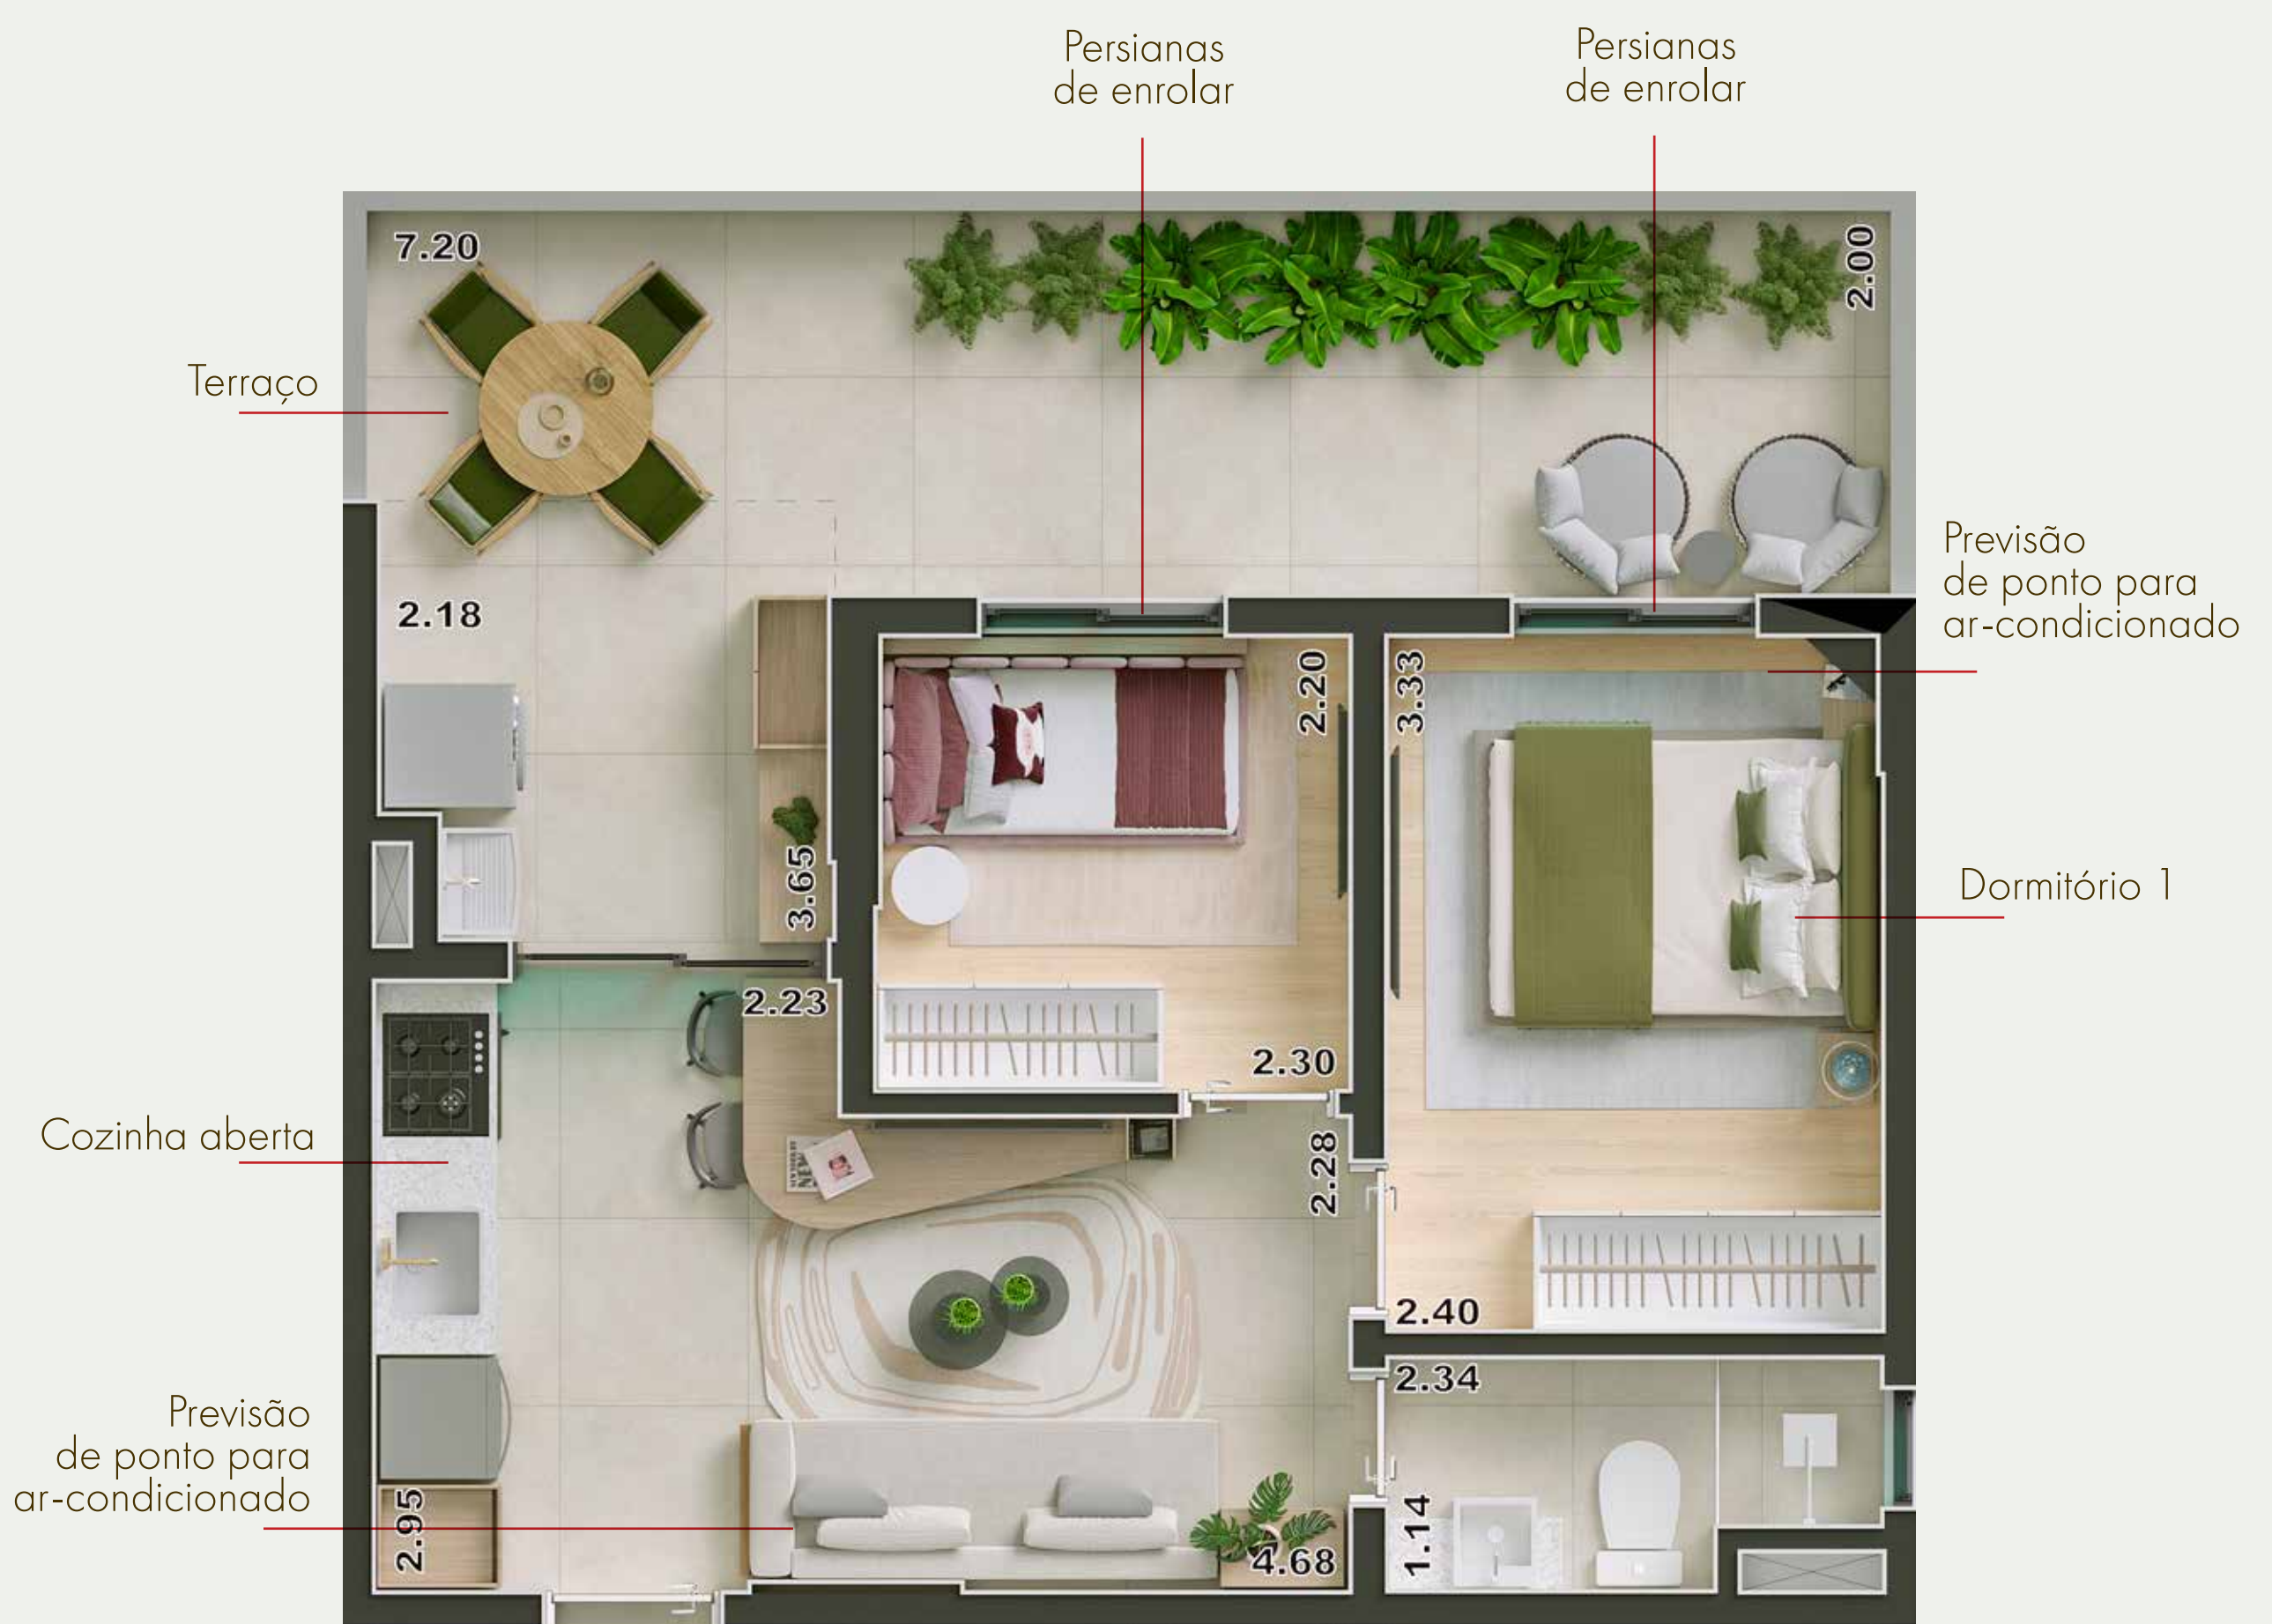 Persianas
de enrolar
Persianas
de enrolar
7.20
2.00
Terraço
Previsão
de ponto para
ar-condicionado
2.18
2.20
3.33
3.65
Dormitório 1
2.23
2.30
Cozinha aberta
2.28
2.40
2.34
Previsão
de ponto para
ar-condicionado
2.95
4.68
1.14